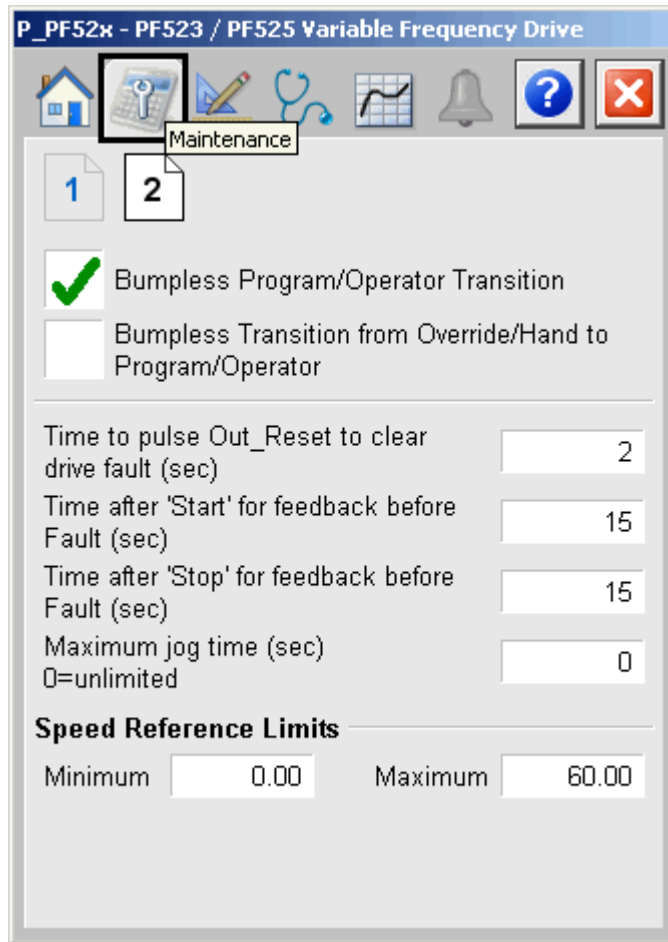 P_PF52x - PF523 / PF525 Variable Frequency Drive
?
Maintenance
1
2
Bumpless Program/Operator Transition
Bumpless Transition from Override/Hand to
Program/Operator
Time to pulse Out_Reset to clear
drive fault (sec)
2
Time after 'Start' for feedback before
Fault (sec)
15
Time after 'Stop' for feedback before
Fault (sec)
15
Maximum jog time (sec)
0=unlimited
0
Speed Reference Limits
Minimum 0.00 Maximum 60.00